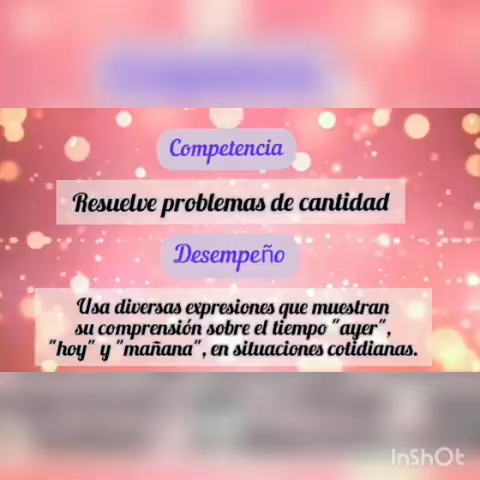 Competencia
Resuelve problemas de cantidad
Desempeño
Usa diversas expresiones que muestran
su comprensión sobre el tiempo "ayer",
"hoy" y "mañana", en situaciones cotidianas.
InShOt